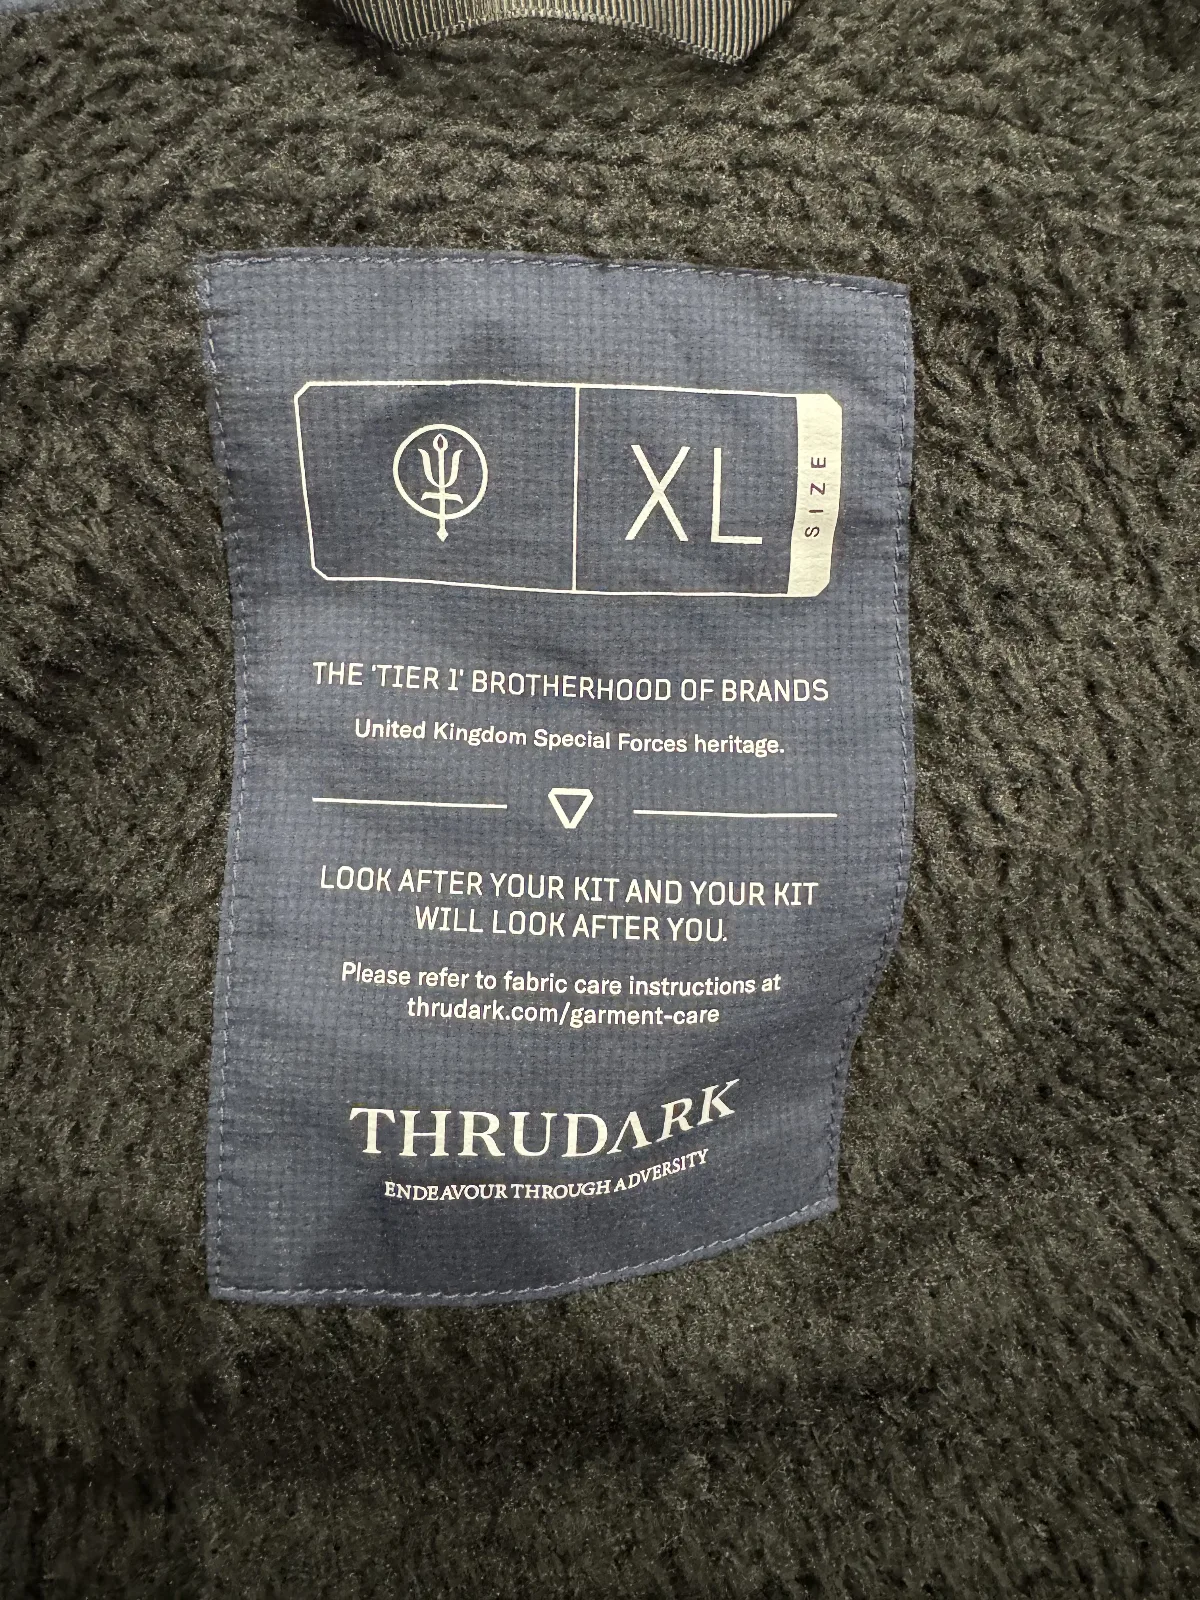 XL
SIZE
THE 'TIER 1' BROTHERHOOD OF BRANDS
United Kingdom Special Forces heritage.
LOOK AFTER YOUR KIT AND YOUR KIT
WILL LOOK AFTER YOU.
Please refer to fabric care instructions at
thrudark.com/garment-care
THRUDARK
ENDEAVOUR THROUGH ADVERSITY